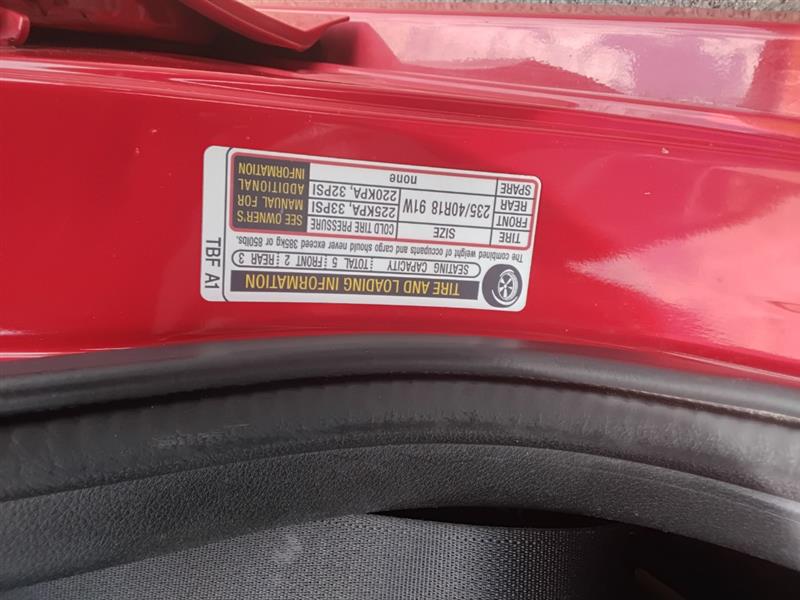 TIRE AND LOADING INFORMATION
SEATING CAPACITY TOTAL 5 FRONT 2 REAR 3
The combined weight of occupants and cargo should never exceed 385kg or 850lbs.
TIRE SIZE COLD TIRE PRESSURE
FRONT 235/40R18 91W 225KPA, 33PSI
REAR 220KPA, 32PSI
SPARE none
SEE OWNER'S
MANUAL FOR
ADDITIONAL
INFORMATION
TBF A1